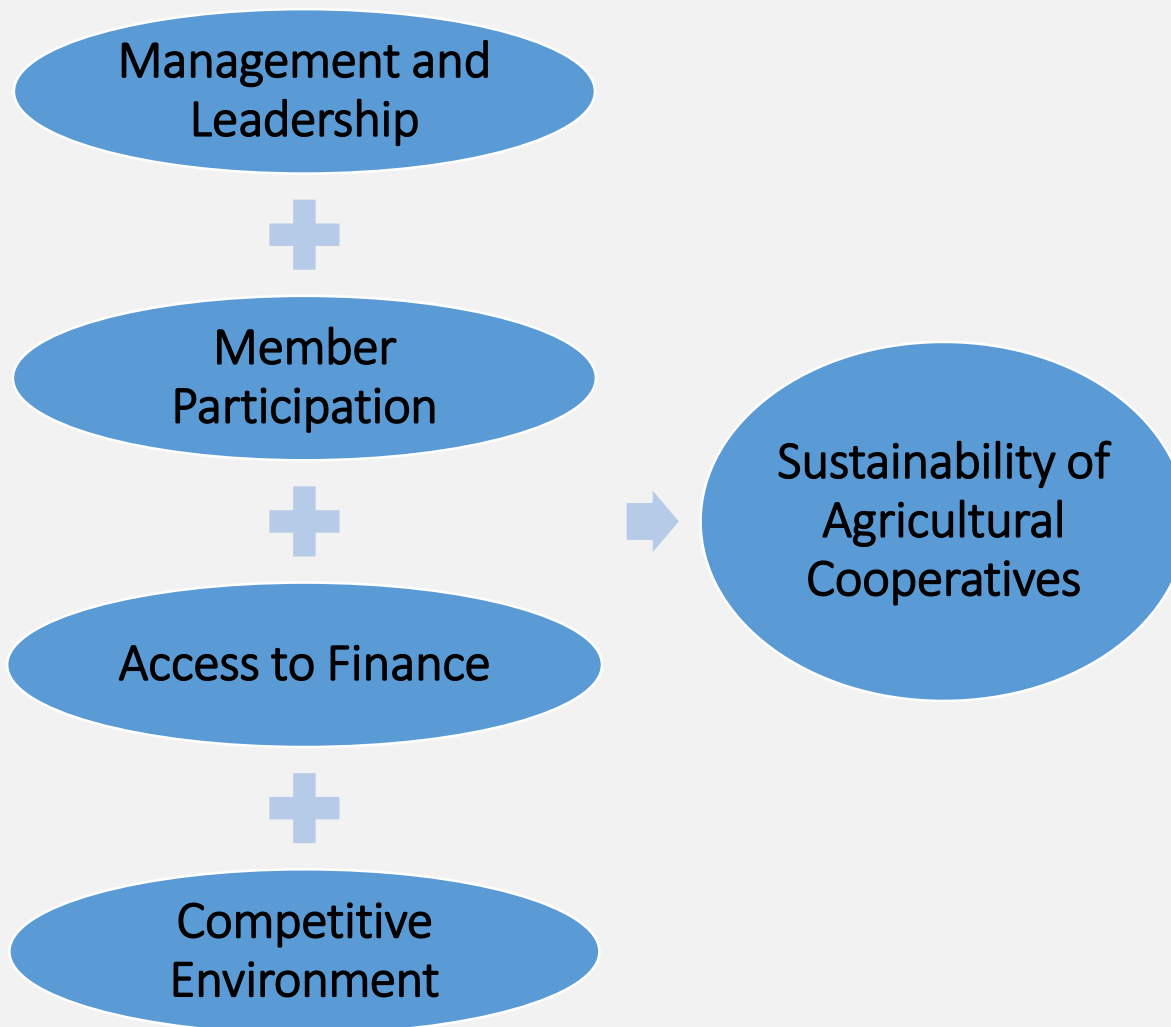 Management and
Leadership
Member
Participation
Access to Finance
Competitive
Environment
Sustainability of
Agricultural
Cooperatives